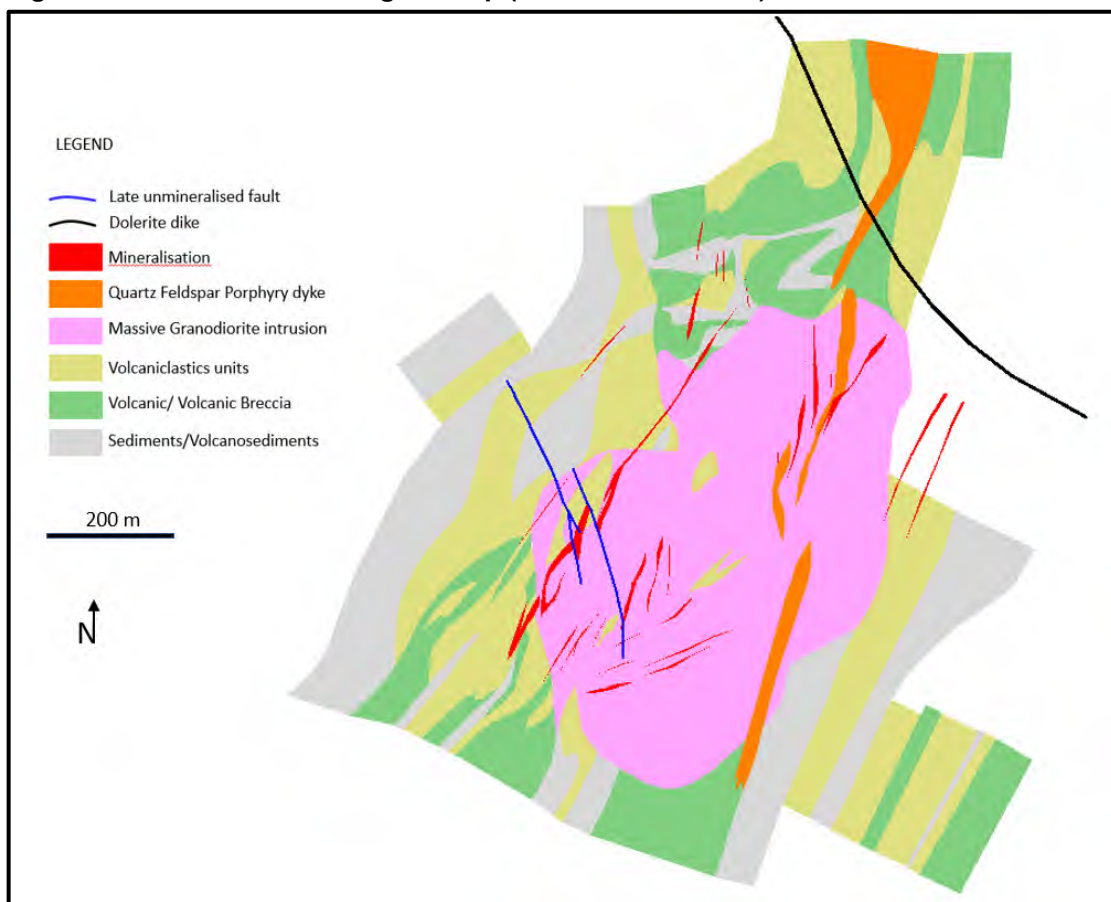 LEGEND
Late unmineralised fault
Dolerite dike
Mineralisation
Quartz Feldspar Porphyry dyke
Massive Granodiorite intrusion
Volcaniclastics units
Volcanic/ Volcanic Breccia
Sediments/Volcanosediments
200 m
N